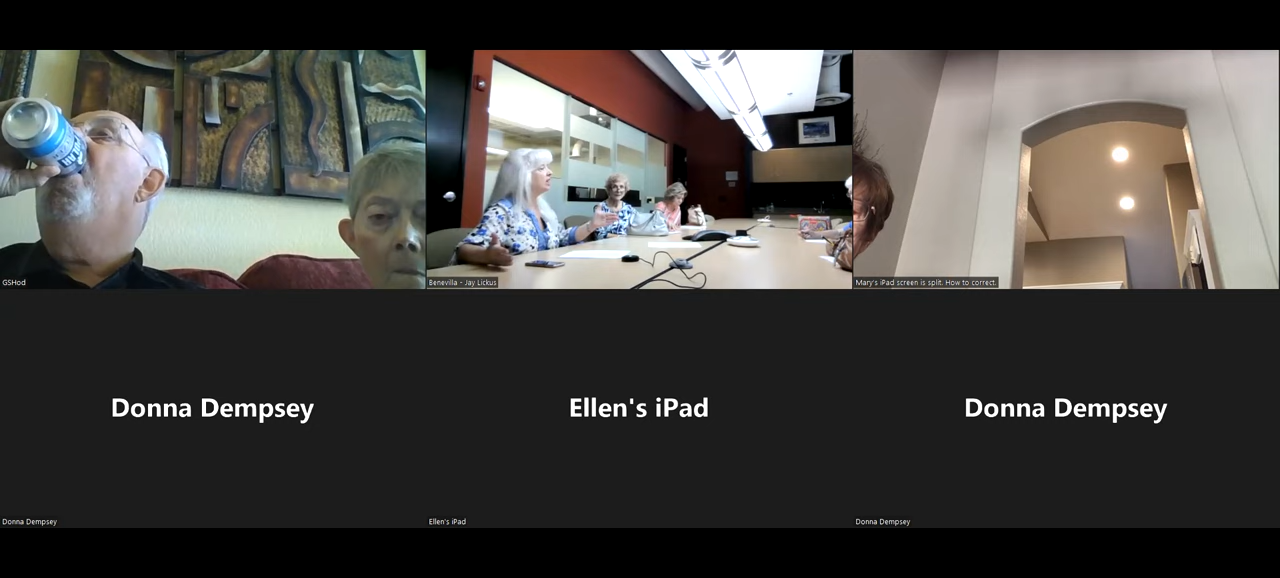 GSHod
Benevilla - Jay Lickus
Mary's iPad screen is split. How to correct.
Donna Dempsey
Ellen's iPad
Donna Dempsey
Donna Dempsey
Ellen's iPad
Donna Dempsey